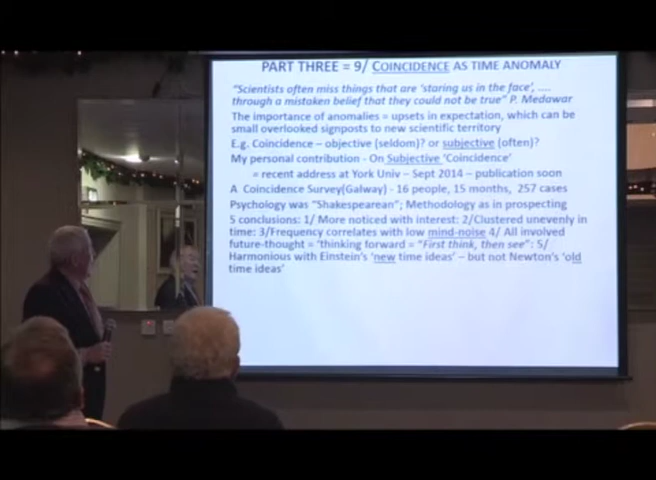 PART THREE = 9/ COINCIDENCE AS TIME ANOMALY
"Scientists often miss things that are 'staring us in the face', ....
through a mistaken belief that they could not be true" P. Medawar
The importance of anomalies = upsets in expectation, which can be
small overlooked signposts to new scientific territory
E.g. Coincidence – objective (seldom)? or subjective (often)?
My personal contribution - On Subjective 'Coincidence'
= recent address at York Univ – Sept 2014 – publication soon
A Coincidence Survey(Galway) - 16 people, 15 months, 257 cases
Psychology was "Shakespearean"; Methodology as in prospecting
5 conclusions: 1/ More noticed with interest: 2/Clustered unevenly in
time: 3/Frequency correlates with low mind-noise 4/ All involved
future-thought = 'thinking forward = "First think, then see": 5/
Harmonious with Einstein's 'new time ideas' – but not Newton's 'old
time ideas'